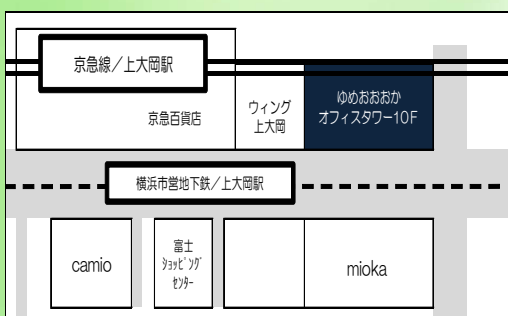 京急線／上大岡駅
京急百貨店
ウィング
上大岡
ゆめおおおか
オフィスタワー10F
横浜市営地下鉄／上大岡駅
camio
富士
ｼｮｯﾋﾟﾝｸﾞ
ｾﾝﾀｰ
mioka